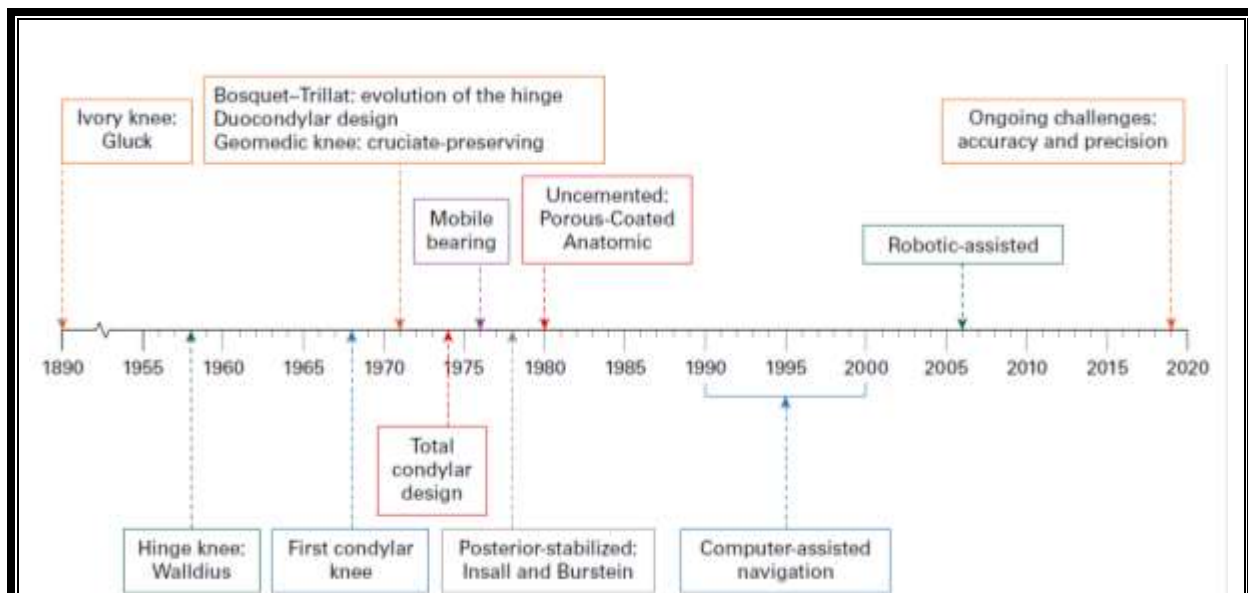 Bosquet–Trillat: evolution of the hinge
Duocondylar design
Geomedic knee: cruciate-preserving
Ivory knee:
Gluck
Ongoing challenges:
accuracy and precision
Mobile
bearing
Uncemented:
Porous-Coated
Anatomic
Robotic-assisted
1890 1955 1960 1965 1970 1975 1980 1985 1990 1995 2000 2005 2010 2015 2020
Total
condylar
design
Hinge knee:
Walldius
First condylar
knee
Posterior-stabilized:
Insall and Burstein
Computer-assisted
navigation